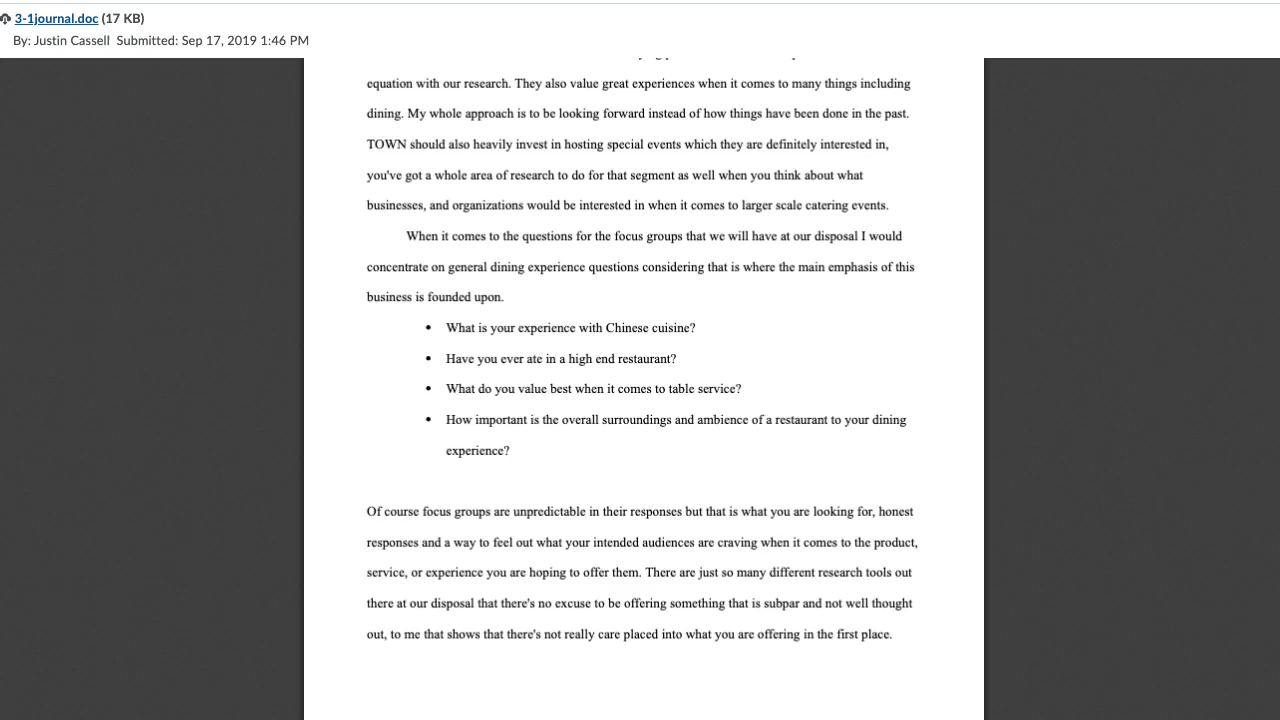 3-1journal.doc (17 KB)
By: Justin Cassell Submitted: Sep 17, 2019 1:46 PM
equation with our research. They also value great experiences when it comes to many things including
dining. My whole approach is to be looking forward instead of how things have been done in the past.
TOWN should also heavily invest in hosting special events which they are definitely interested in,
you've got a whole area of research to do for that segment as well when you think about what
businesses, and organizations would be interested in when it comes to larger scale catering events.
When it comes to the questions for the focus groups that we will have at our disposal I would
concentrate on general dining experience questions considering that is where the main emphasis of this
business is founded upon.
• What is your experience with Chinese cuisine?
• Have you ever ate in a high end restaurant?
• What do you value best when it comes to table service?
• How important is the overall surroundings and ambience of a restaurant to your dining
experience?
Of course focus groups are unpredictable in their responses but that is what you are looking for, honest
responses and a way to feel out what your intended audiences are craving when it comes to the product,
service, or experience you are hoping to offer them. There are just so many different research tools out
there at our disposal that there's no excuse to be offering something that is subpar and not well thought
out, to me that shows that there's not really care placed into what you are offering in the first place.